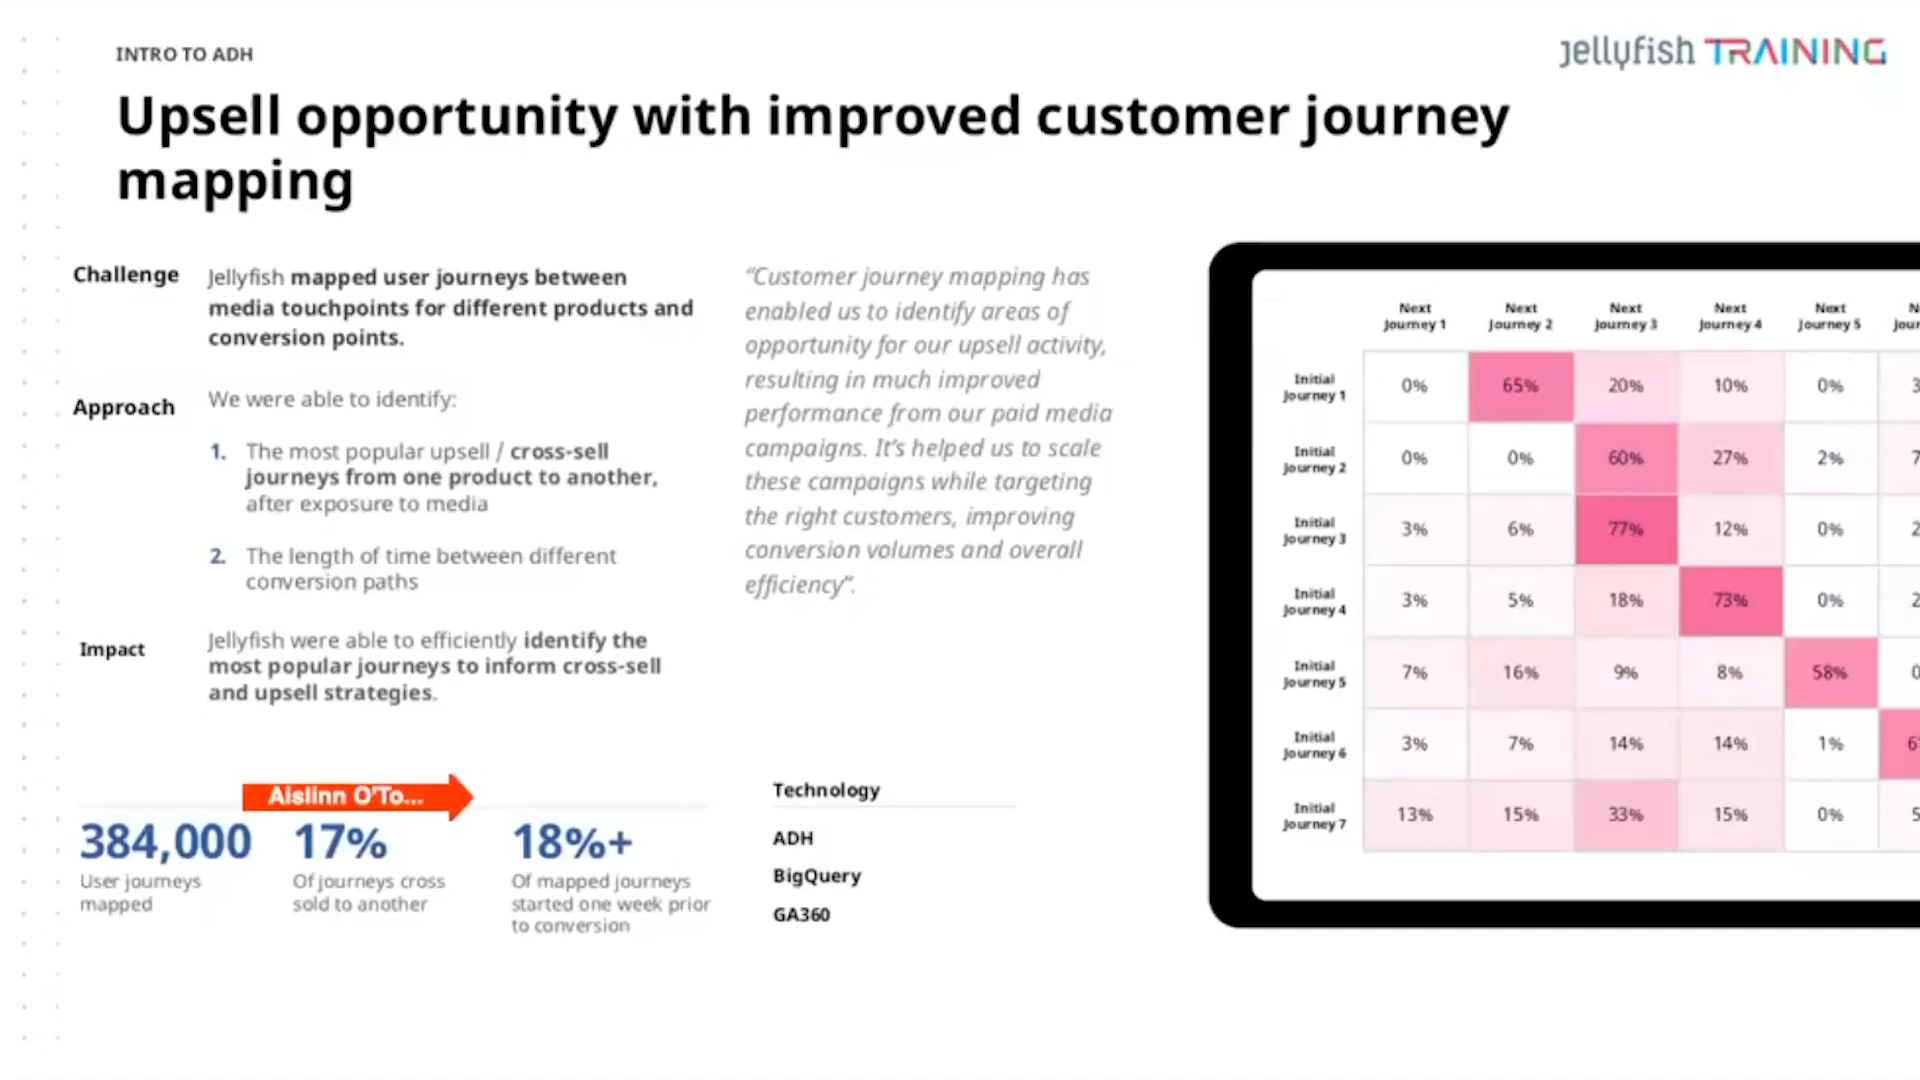 INTRO TO ADH
Jellyfish TRAINING
Upsell opportunity with improved customer journey
mapping
Challenge
Jellyfish mapped user journeys between
media touchpoints for different products and
conversion points.
Approach
We were able to identify:
1. The most popular upsell / cross-sell
journeys from one product to another,
after exposure to media
2. The length of time between different
conversion paths
Impact
Jellyfish were able to efficiently identify the
most popular journeys to inform cross-sell
and upsell strategies.
“Customer journey mapping has
enabled us to identify areas of
opportunity for our upsell activity,
resulting in much improved
performance from our paid media
campaigns. It’s helped us to scale
these campaigns while targeting
the right customers, improving
conversion volumes and overall
efficiency”.
Aislinn O'To...
384,000
User journeys
mapped
17%
Of journeys cross
sold to another
18%+
Of mapped journeys
started one week prior
to conversion
Technology
ADH
BigQuery
GA360
Next Next Next Next Next
Journey 1 Journey 2 Journey 3 Journey 4 Journey 5
Initial
Journey 1 0% 65% 20% 10% 0%
Initial
Journey 2 0% 0% 60% 27% 2%
Initial
Journey 3 3% 6% 77% 12% 0%
Initial
Journey 4 3% 5% 18% 73% 0%
Initial
Journey 5 7% 16% 9% 8% 58%
Initial
Journey 6 3% 7% 14% 14% 1%
Initial
Journey 7 13% 15% 33% 15% 0%